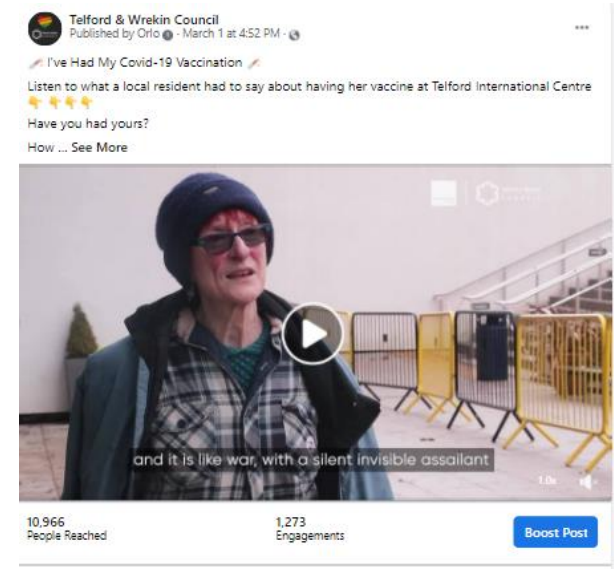 Telford & Wrekin Council
Published by Orlo · March 1 at 4:52 PM ·
I've Had My Covid-19 Vaccination
Listen to what a local resident had to say about having her vaccine at Telford International Centre
Have you had yours?
How ... See More
and it is like war, with a silent invisible assailant
1.0x
10,966
1,273
People Reached
Engagements
Boost Post